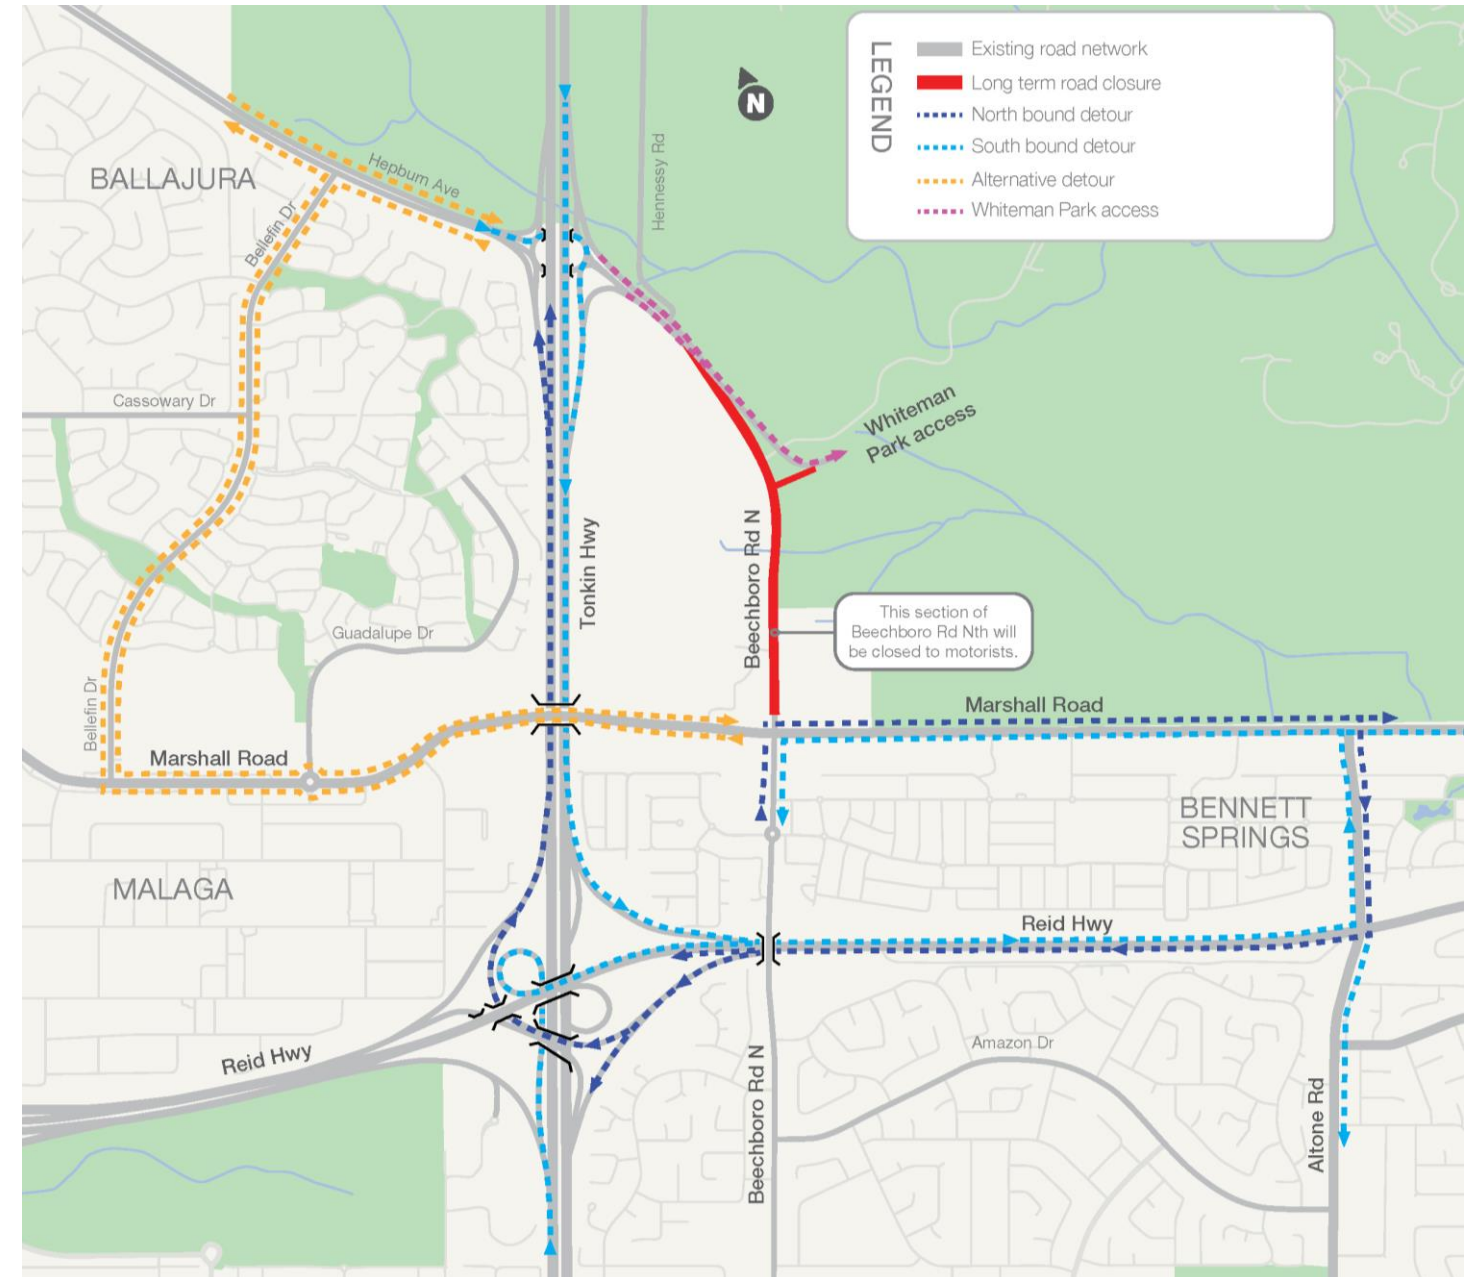 LEGEND
Existing road network
Long term road closure
North bound detour
South bound detour
Alternative detour
Whiteman Park access
N
Hennessy Rd
Hepburn Ave
BALLAJURA
Bellefin Dr
Cassowary Dr
Whiteman
Park access
Tonkin Hwy
Beechboro Rd N
This section of
Beechboro Rd Nth will
be closed to motorists.
Guadalupe Dr
Bellefin Dr
Marshall Road
Marshall Road
BENNETT
SPRINGS
MALAGA
Reid Hwy
Reid Hwy
Amazon Dr
Beechboro Rd N
Altone Rd